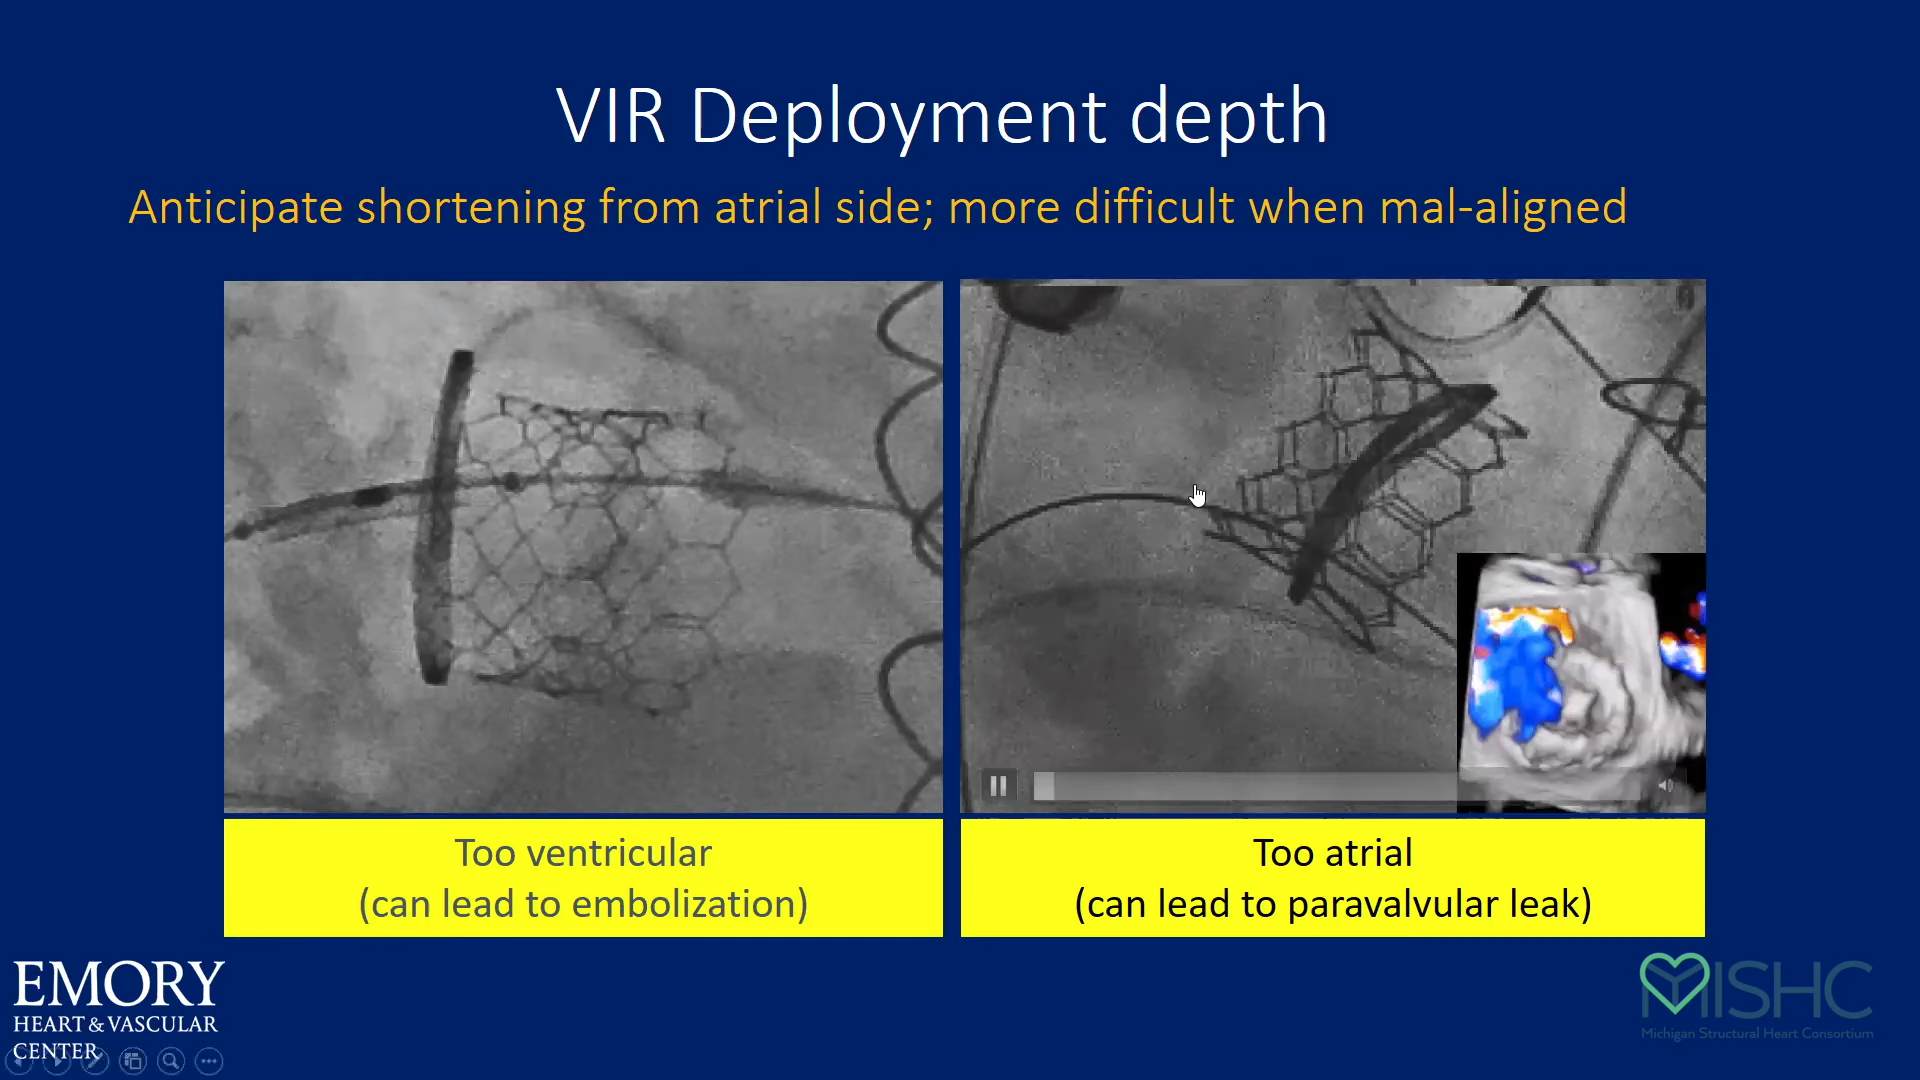 VIR Deployment depth
Anticipate shortening from atrial side; more difficult when mal-aligned
Too ventricular
(can lead to embolization)
Too atrial
(can lead to paravalvular leak)
EMORY
HEART & VASCULAR
CENTER
MISHC
Michigan Structural Heart Consortium